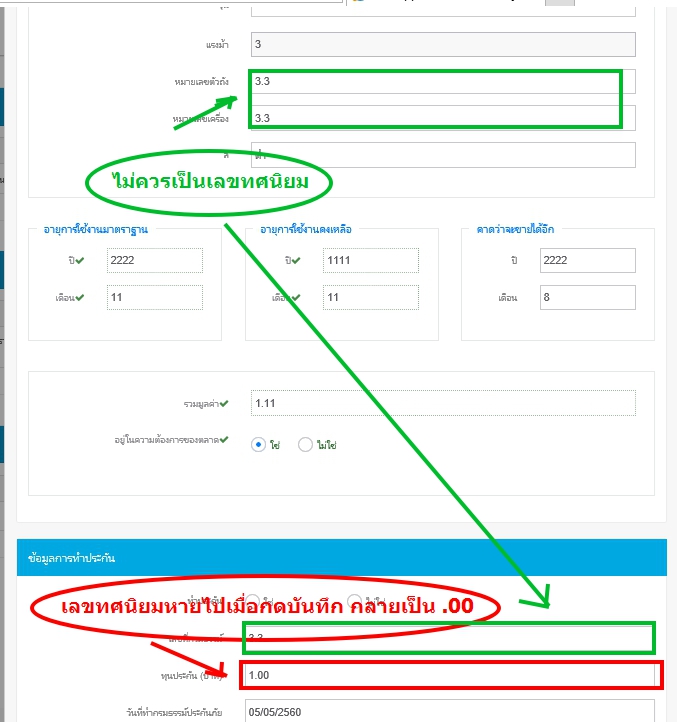 แรงม้า 3
หมายเลขตัวถัง 3.3
หมายเลขเครื่อง 3.3
สี ดำ
ไม่ควรเป็นเลขทศนิยม
อายุการใช้งานมาตราฐาน อายุการใช้งานคงเหลือ คาดว่าจะขายได้อีก
ปี 2222 ปี 1111 ปี 2222
เดือน 11 เดือน 11 เดือน 8
รวมมูลค่า 1.11
อยู่ในความต้องการของตลาด ใช่ ไม่ใช่
ข้อมูลการทำประกัน
เลขทศนิยมหายไปเมื่อกดบันทึก กลายเป็น .00
3.3
ทุนประกัน (บาท) 1.00
วันที่ทำกรมธรรม์ประกันภัย 05/05/2560